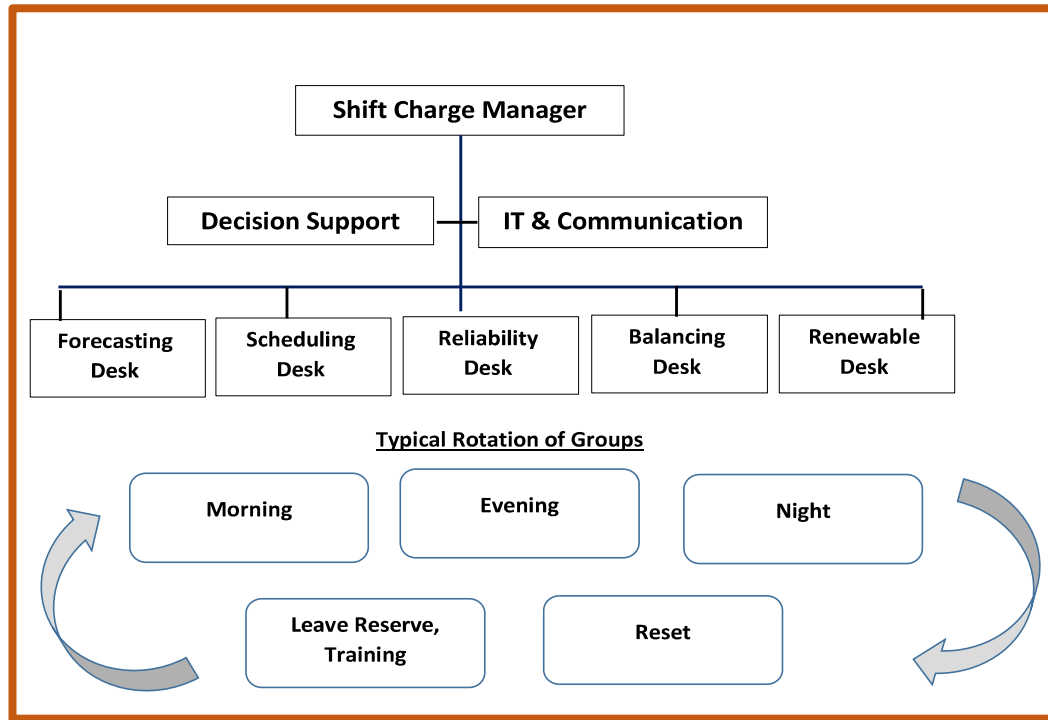 Shift Charge Manager
Decision Support
IT & Communication
Forecasting
Desk
Scheduling
Desk
Reliability
Desk
Balancing
Desk
Renewable
Desk
Typical Rotation of Groups
Morning
Evening
Night
Leave Reserve,
Training
Reset